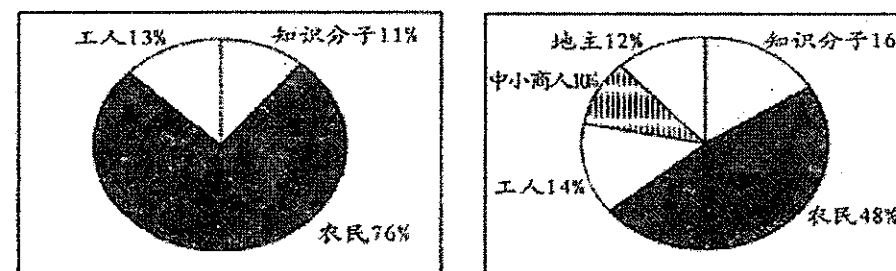 工人13%
知识分子11%
农民76%
地主12%
知识分子16
中小商人10%
工人14%
农民48%